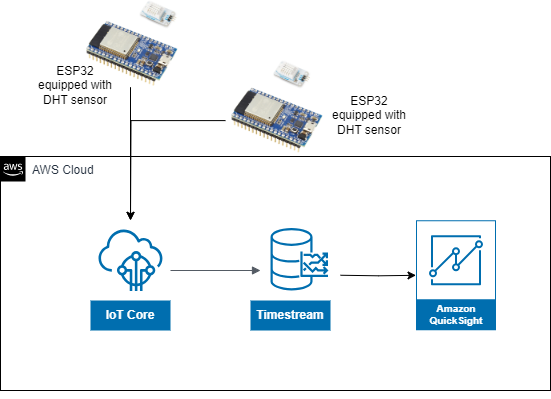 ESP32
equipped with
DHT sensor
ESP32
equipped with
DHT sensor
aws
AWS Cloud
IoT Core
Timestream
Amazon
QuickSight